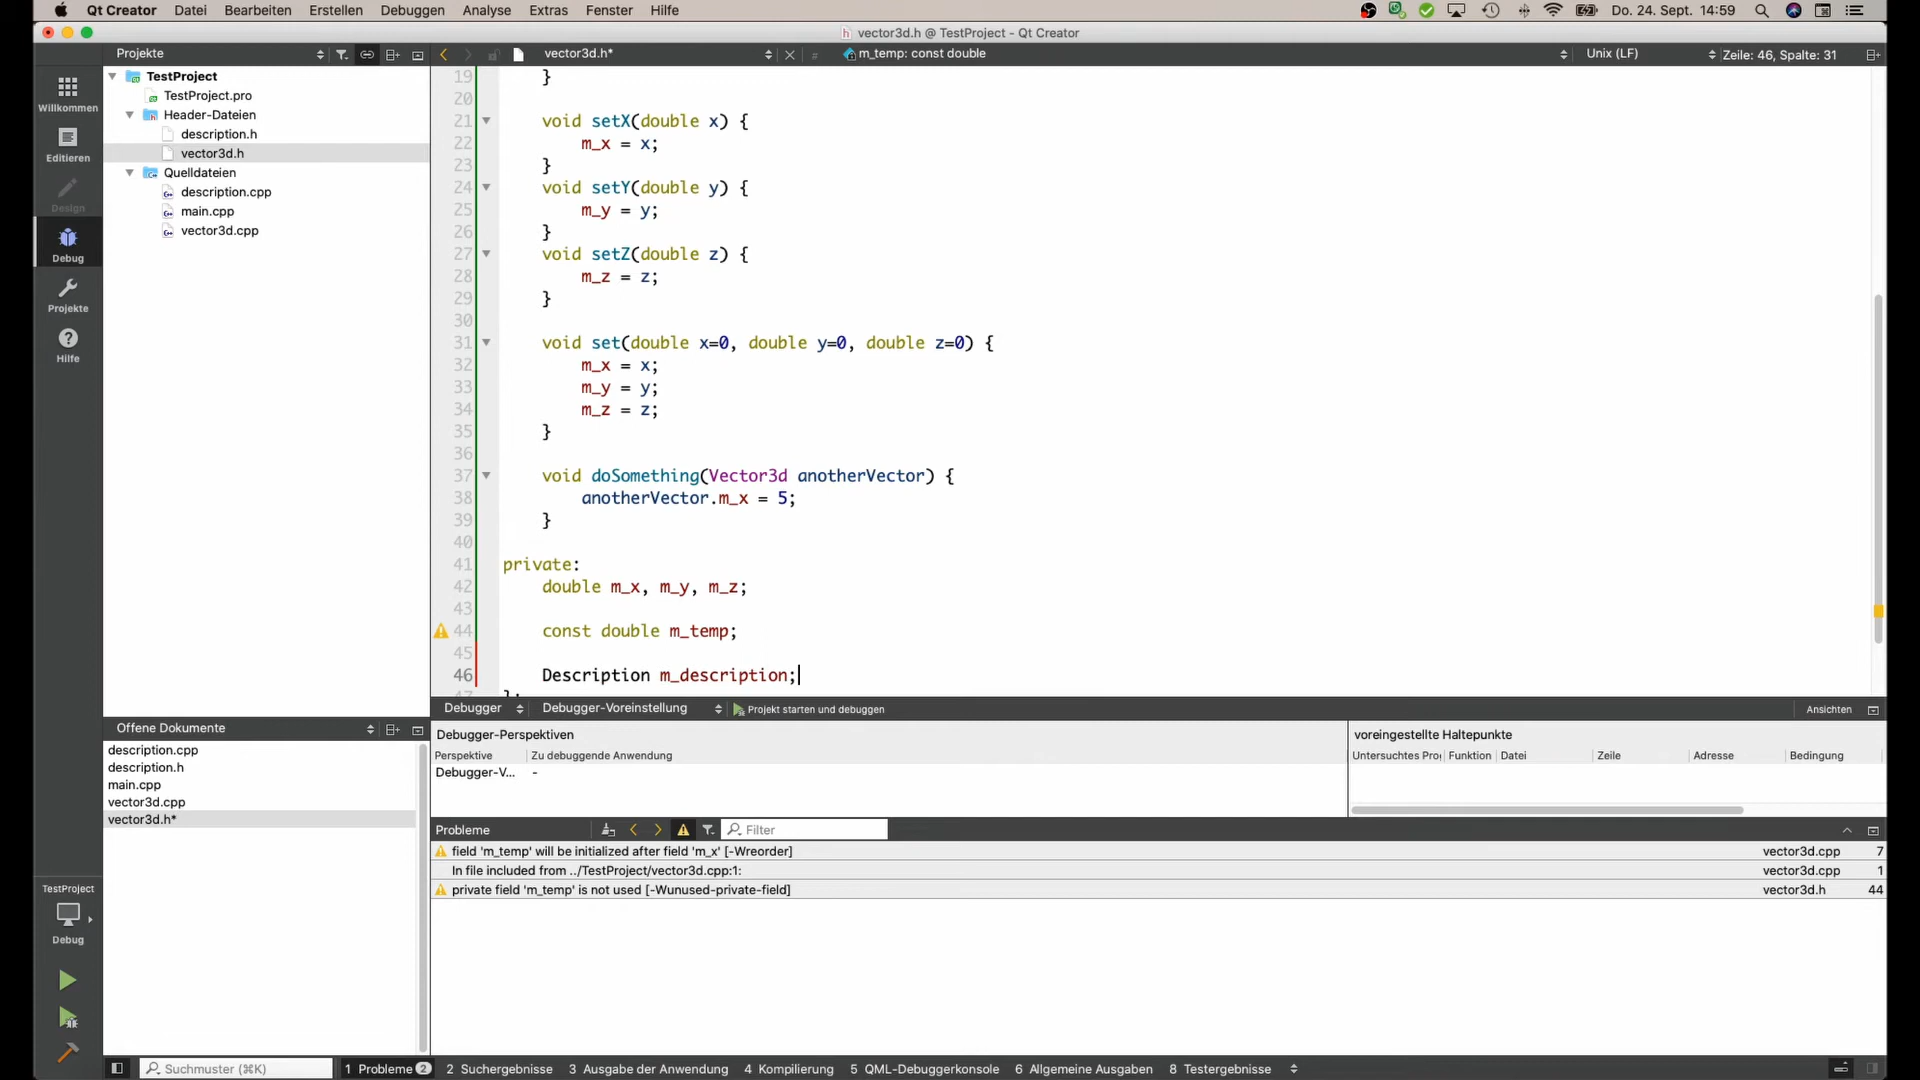 Qt Creator Datei Bearbeiten Erstellen Debuggen Analyse Extras Fenster Hilfe Do. 24. Sept. 14:59
vector3d.h @ TestProject - Qt Creator
Projekte vector3d.h* # m_temp: const double Unix (LF) Zeile: 46, Spalte: 31
Willkommen
Editieren
Design
Debug
Projekte
Hilfe
TestProject
TestProject.pro
Header-Dateien
description.h
vector3d.h
Quelldateien
description.cpp
main.cpp
vector3d.cpp
19 }
20
21 void setX(double x) {
22 m_x = x;
23 }
24 void setY(double y) {
25 m_y = y;
26 }
27 void setZ(double z) {
28 m_z = z;
29 }
30
31 void set(double x=0, double y=0, double z=0) {
32 m_x = x;
33 m_y = y;
34 m_z = z;
35 }
36
37 void doSomething(Vector3d anotherVector) {
38 anotherVector.m_x = 5;
39 }
40
41 private:
42 double m_x, m_y, m_z;
43
44 const double m_temp;
45
46 Description m_description;
47 };
Offene Dokumente
description.cpp
description.h
main.cpp
vector3d.cpp
vector3d.h*
Debugger Debugger-Voreinstellung Projekt starten und debuggen Ansichten
Debugger-Perspektiven voreingestellte Haltepunkte
Perspektive Zu debuggende Anwendung Untersuchtes Pro Funktion Datei Zeile Adresse Bedingung
Debugger-V... -
Probleme Filter
field 'm_temp' will be initialized after field 'm_x' [-Wreorder] vector3d.cpp 7
In file included from ../TestProject/vector3d.cpp:1: vector3d.cpp 1
private field 'm_temp' is not used [-Wunused-private-field] vector3d.h 44
TestProject
Debug
Suchmuster (⌘K) 1 Probleme 2 2 Suchergebnisse 3 Ausgabe der Anwendung 4 Kompilierung 5 QML-Debuggerkonsole 6 Allgemeine Ausgaben 8 Testergebnisse